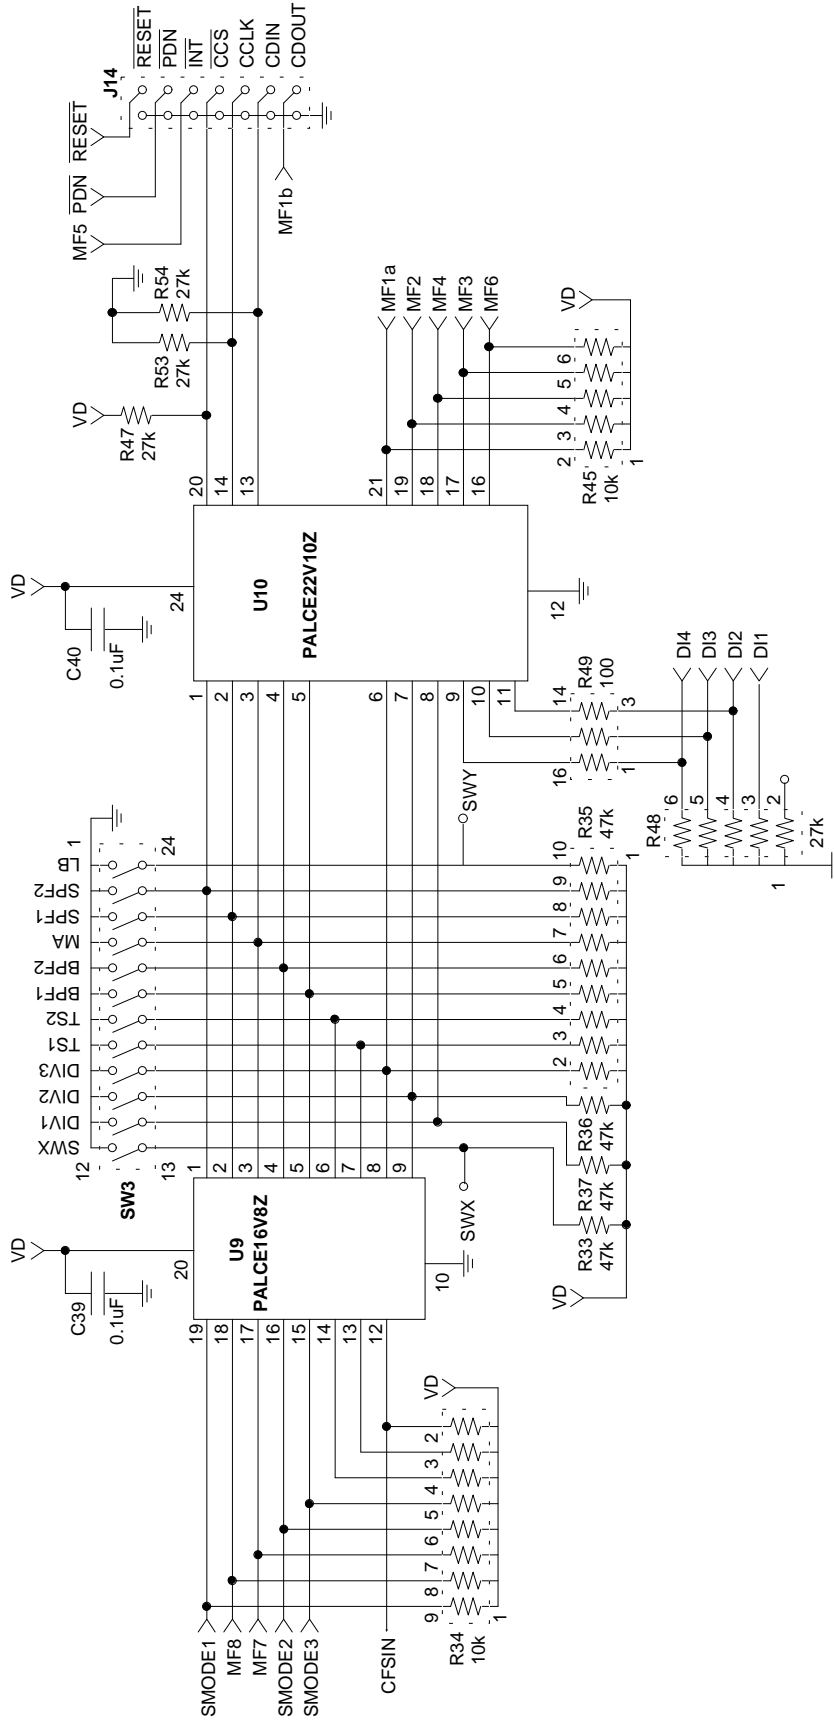 RESET
PDN
INT
CCS
CCLK
CDIN
CDOUT
J14
RESET
PDN
MF5
MF1b
R54
27k
R53
27k
VD
R47
27k
20
14
13
MF1a
MF2
MF4
MF3
MF6
21
19
18
17
16
VD
6
5
4
3
2
1
R45
10k
VD
C40
0.1uF
24
U10
PALCE22V10Z
12
1
2
3
4
5
6
7
8
9
10
11
DI4
DI3
DI2
DI1
R49
100
14
16
3
1
R48
6
5
4
3
2
27k
1
SWY
R35
47k
1
24
LB
SPF2
SPF1
MA
BPF2
BPF1
TS2
TS1
DIV3
DIV2
DIV1
SWX
12
13
SW3
10
9
8
7
6
5
4
3
2
1
R36
47k
R37
47k
R33
47k
VD
SWX
1
2
3
4
5
6
7
8
9
VD
C39
0.1uF
20
U9
PALCE16V8Z
10
19
18
17
16
15
14
13
12
VD
2
3
4
5
6
7
8
9
1
R34
10k
SMODE1
MF8
MF7
SMODE2
SMODE3
CFSIN